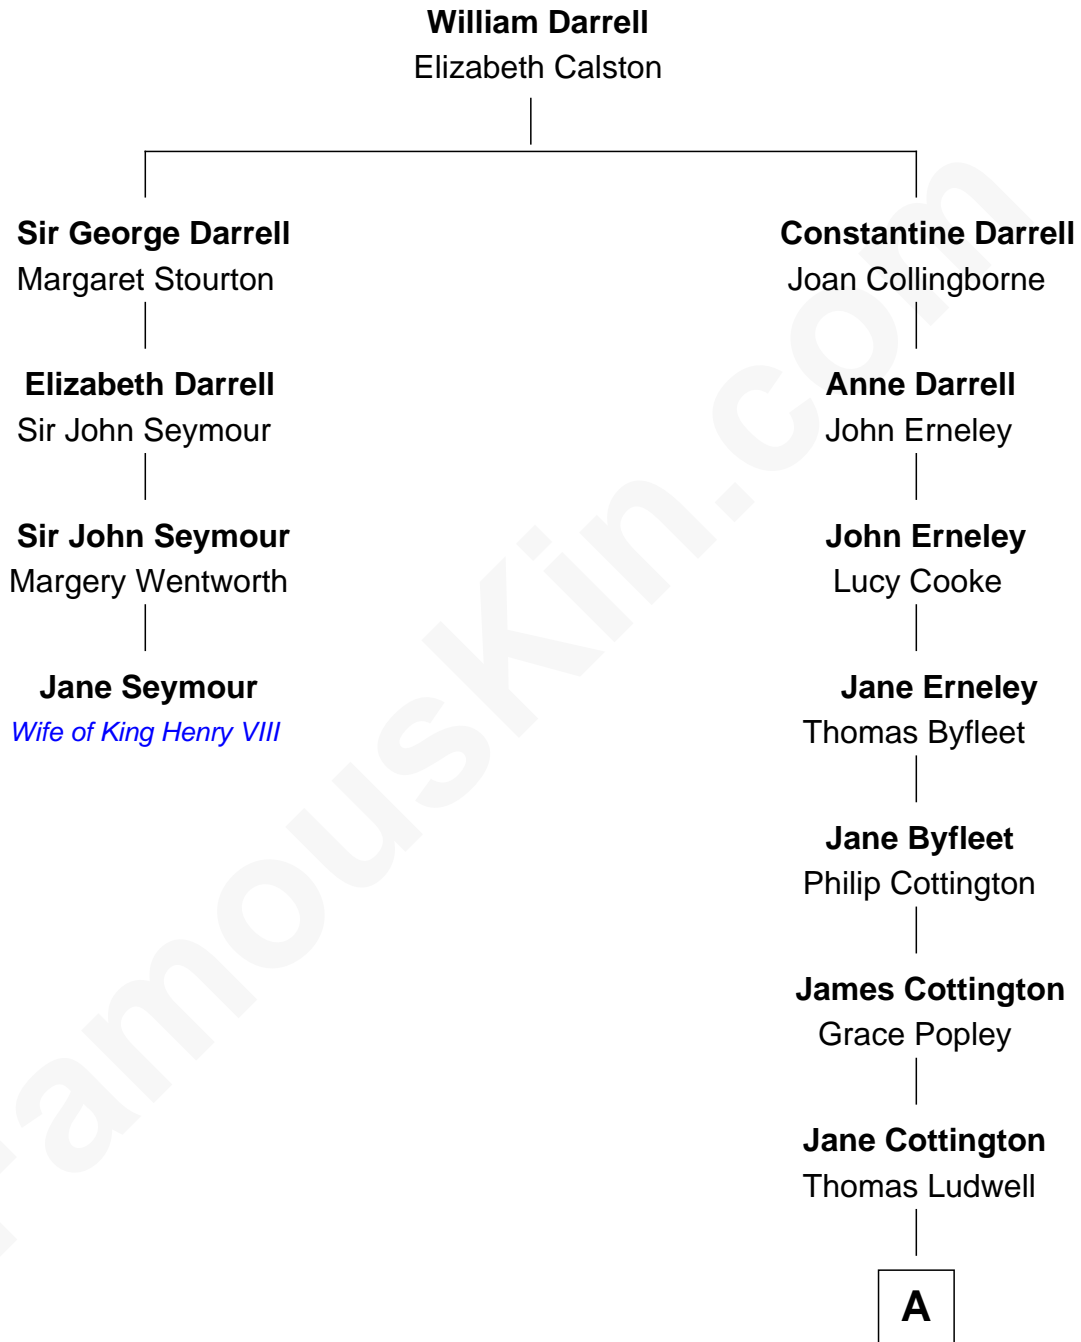 William Darrell
Elizabeth Calston
Sir George Darrell
Margaret Stourton
Constantine Darrell
Joan Collingborne
Elizabeth Darrell
Sir John Seymour
Anne Darrell
John Erneley
Sir John Seymour
Margery Wentworth
John Erneley
Lucy Cooke
Jane Seymour
Wife of King Henry VIII
Jane Erneley
Thomas Byfleet
Jane Byfleet
Philip Cottington
James Cottington
Grace Popley
Jane Cottington
Thomas Ludwell
A
FamousKin.com